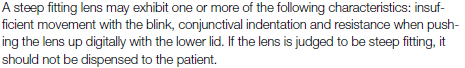 A steep fitting lens may exhibit one or more of the following characteristics: insuf-
ficient movement with the blink, conjunctival indentation and resistance when push-
ing the lens up digitally with the lower lid. If the lens is judged to be steep fitting, it
should not be dispensed to the patient.